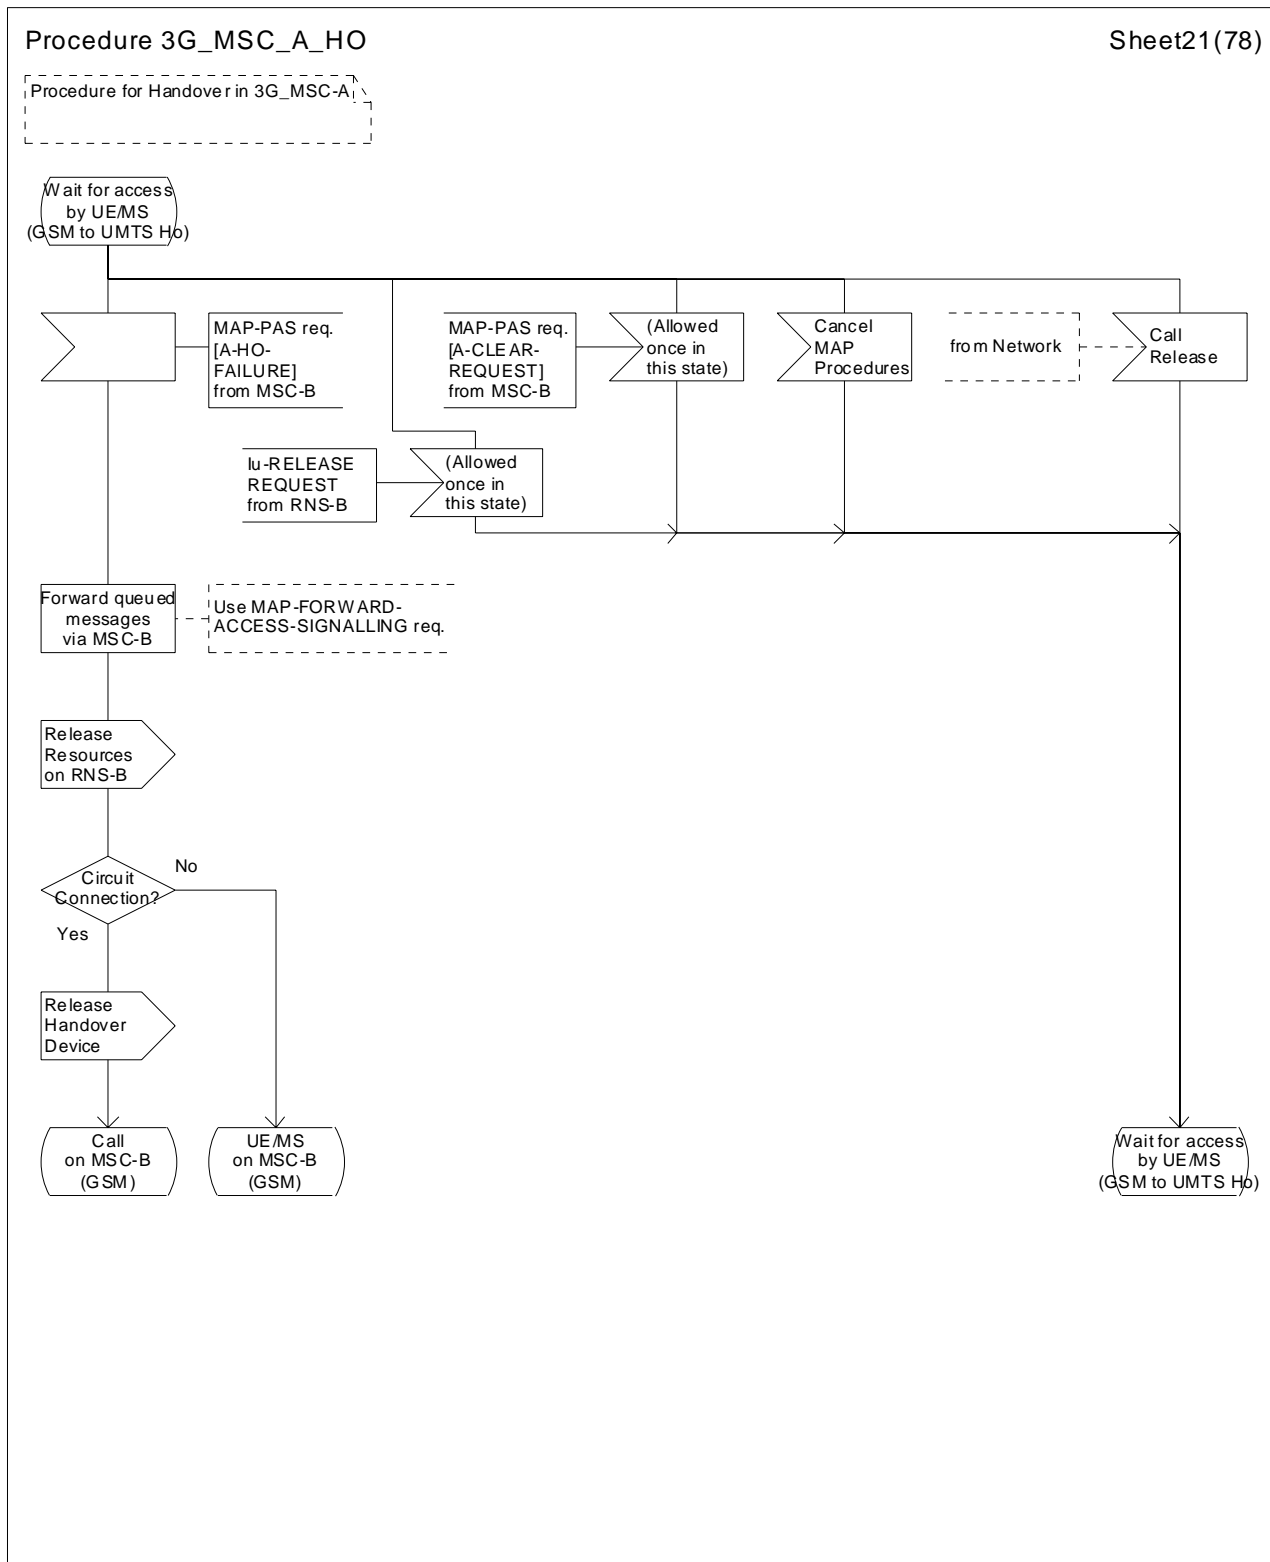 Procedure 3G_MSC_A_HO
Sheet21(78)
Procedure for Handover in 3G_MSC-A
Wait for access
by UE/MS
(GSM to UMTS Ho)
MAP-PAS req.
[A-HO-
FAILURE]
from MSC-B
MAP-PAS req.
[A-CLEAR-
REQUEST]
from MSC-B
(Allowed
once in
this state)
Cancel
MAP
Procedures
from Network
Call
Release
Iu-RELEASE
REQUEST
from RNS-B
(Allowed
once in
this state)
Forward queued
messages
via MSC-B
Use MAP-FORWARD-
ACCESS-SIGNALLING req.
Release
Resources
on RNS-B
Circuit
Connection?
No
Yes
Release
Handover
Device
Call
on MSC-B
(GSM)
UE/MS
on MSC-B
(GSM)
Wait for access
by UE/MS
(GSM to UMTS Ho)